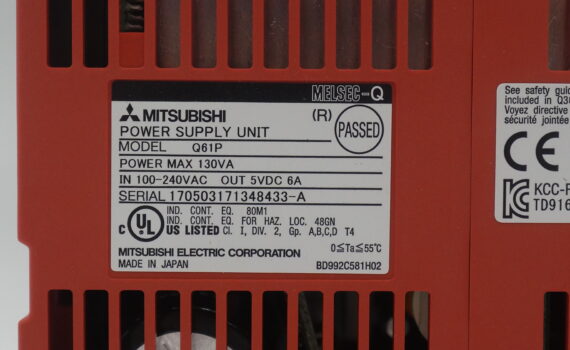 MELSEC-Q
MITSUBISHI (R) PASSED
POWER SUPPLY UNIT
MODEL Q61P
POWER MAX 130VA
IN 100-240VAC OUT 5VDC 6A
SERIAL 170503171348433-A
IND. CONT. EQ. 80M1
IND. CONT. EQ. FOR HAZ. LOC. 48GN
c UL US LISTED Cl. I, DIV. 2, Gp. A,B,C,D T4
0≤Ta≤55℃
MITSUBISHI ELECTRIC CORPORATION
MADE IN JAPAN BD992C581H02
See safety guid
included in Q3
Voyez directive
sécurité jointée
CE
KCC-
TD916